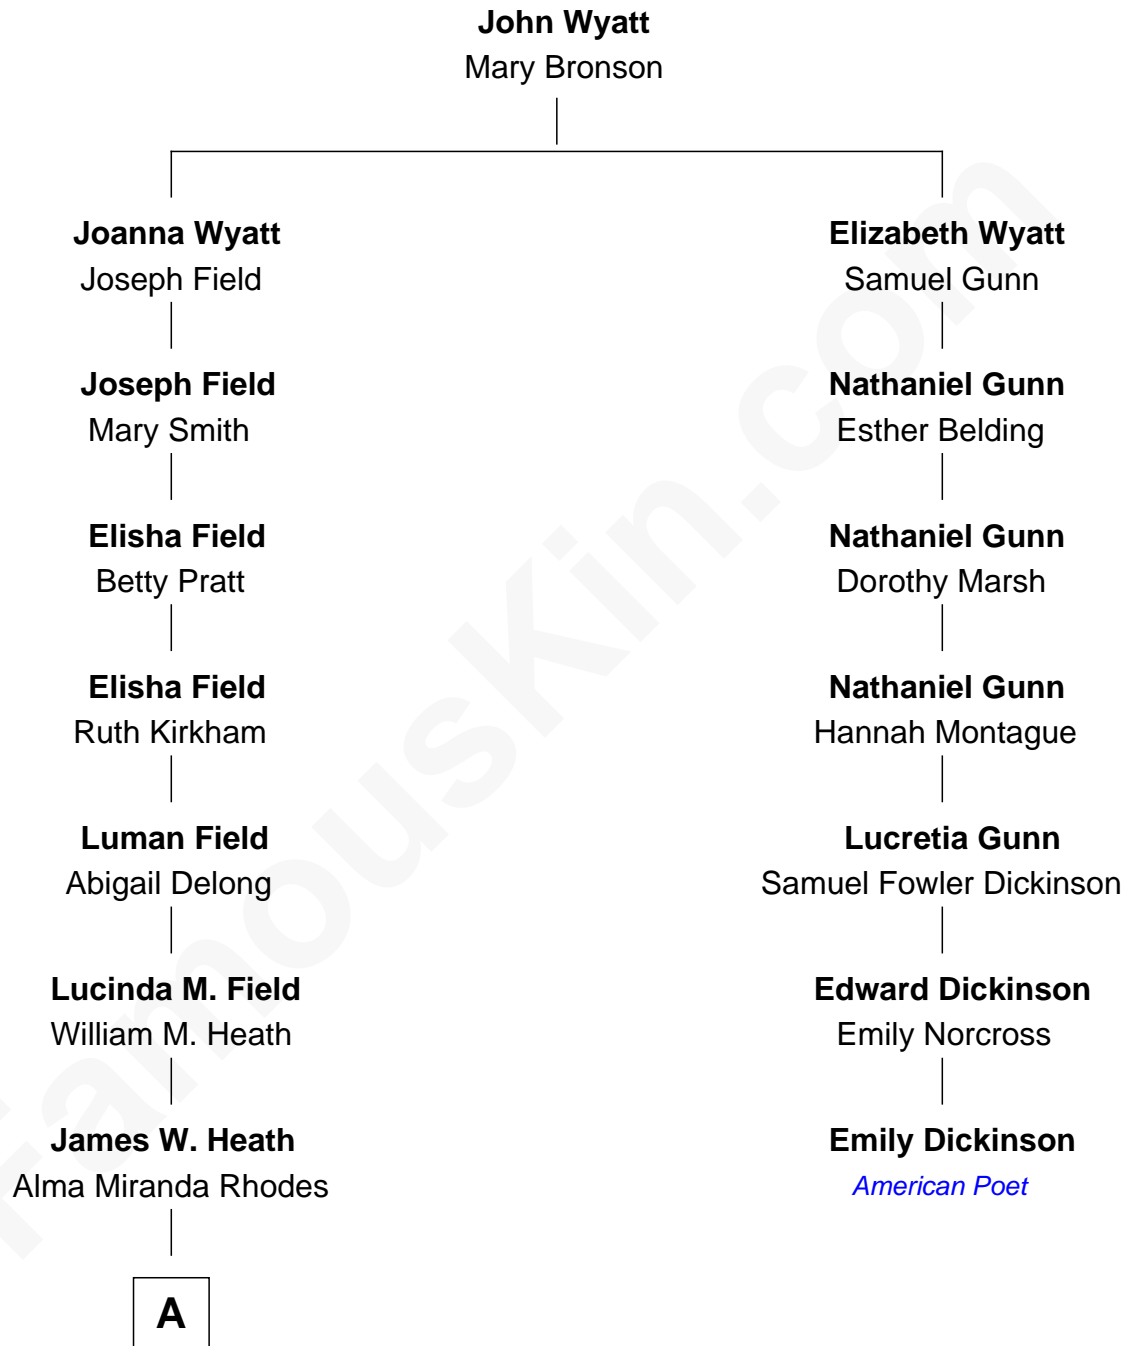 John Wyatt
Mary Bronson
Joanna Wyatt
Joseph Field
Elizabeth Wyatt
Samuel Gunn
Joseph Field
Mary Smith
Nathaniel Gunn
Esther Belding
Elisha Field
Betty Pratt
Nathaniel Gunn
Dorothy Marsh
Elisha Field
Ruth Kirkham
Nathaniel Gunn
Hannah Montague
Luman Field
Abigail Delong
Lucretia Gunn
Samuel Fowler Dickinson
Lucinda M. Field
William M. Heath
Edward Dickinson
Emily Norcross
James W. Heath
Alma Miranda Rhodes
Emily Dickinson
American Poet
A
FamousKin.com